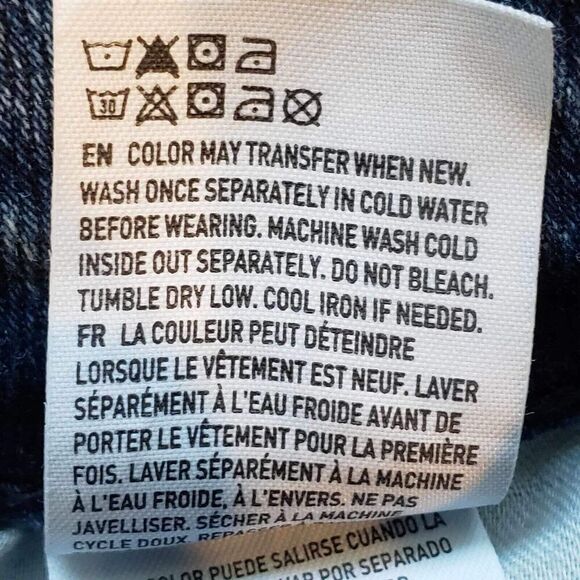 30
EN COLOR MAY TRANSFER WHEN NEW.
WASH ONCE SEPARATELY IN COLD WATER
BEFORE WEARING. MACHINE WASH COLD
INSIDE OUT SEPARATELY. DO NOT BLEACH.
TUMBLE DRY LOW. COOL IRON IF NEEDED.
FR LA COULEUR PEUT DÉTEINDRE
LORSQUE LE VÊTEMENT EST NEUF. LAVER
SÉPARÉMENT À L'EAU FROIDE AVANT DE
PORTER LE VÊTEMENT POUR LA PREMIÈRE
FOIS. LAVER SÉPARÉMENT À LA MACHINE
À L'EAU FROIDE, À L'ENVERS. NE PAS
JAVELLISER. SÉCHER À LA MACHINE
CYCLE DOUX.
COLOR PUEDE SALIRSE CUANDO LA
POR SEPARADO